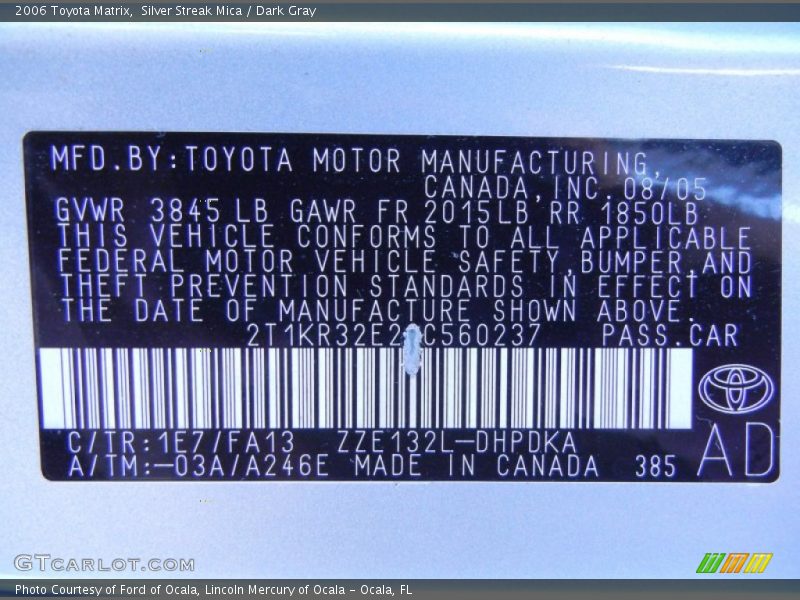 2006 Toyota Matrix,  Silver Streak Mica / Dark Gray
MFD.BY:TOYOTA MOTOR MANUFACTURING,
CANADA,INC. 08/05
GVWR 3845 LB GAWR FR 2015LB RR 1850LB
THIS VEHICLE CONFORMS TO ALL APPLICABLE
FEDERAL MOTOR VEHICLE SAFETY,BUMPER,AND
THEFT PREVENTION STANDARDS IN EFFECT ON
THE DATE OF MANUFACTURE SHOWN ABOVE.
PASS.CAR
C/TR:1E7/FA13 ZZE132L-DHPDKA
A/TM:-03A/A246E MADE IN CANADA 385
AD
GTCARLOT.COM
Photo Courtesy of Ford of Ocala, Lincoln Mercury of Ocala - Ocala, FL